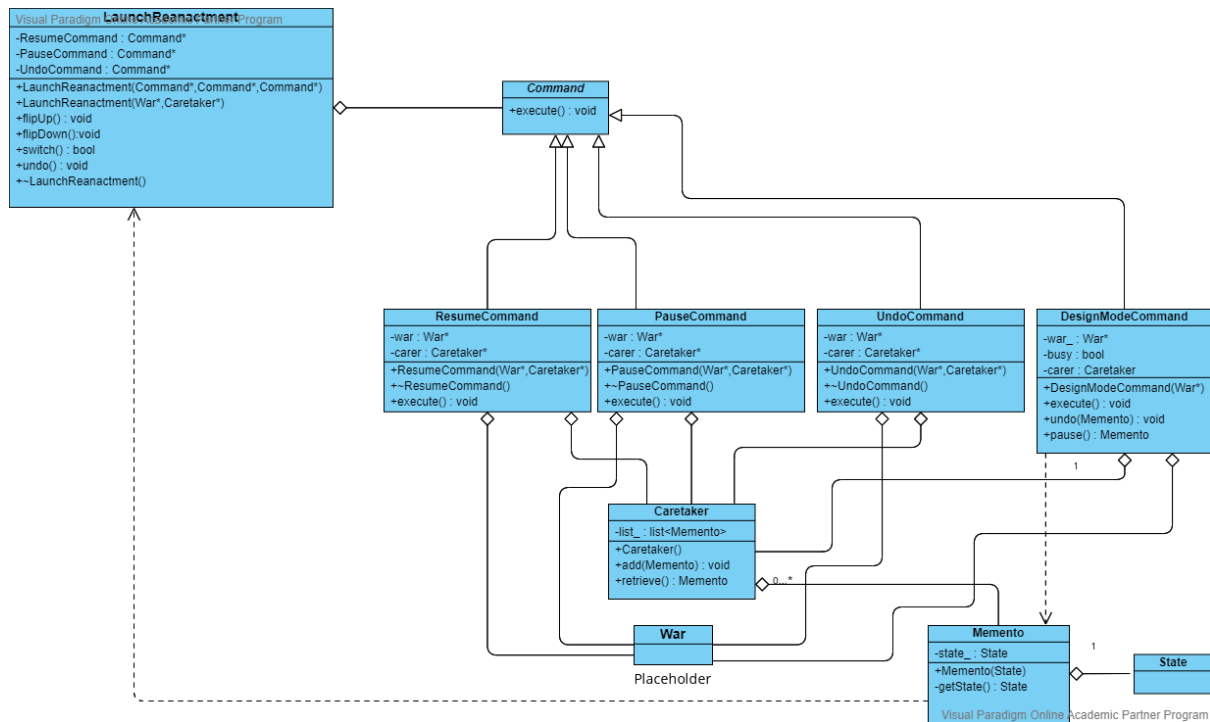 LaunchReanactment
Visual Paradigm Online Academic Partner Program
-ResumeCommand : Command*
-PauseCommand : Command*
-UndoCommand : Command*
+LaunchReanactment(Command*,Command*,Command*)
+LaunchReanactment(War*,Caretaker*)
+flipUp() : void
+flipDown():void
+switch() : bool
+undo() : void
+~LaunchReanactment()
Command
+execute() : void
ResumeCommand
-war : War*
-carer : Caretaker*
+ResumeCommand(War*,Caretaker*)
+~ResumeCommand()
+execute() : void
PauseCommand
-war : War*
-carer : Caretaker*
+PauseCommand(War*,Caretaker*)
+~PauseCommand()
+execute() : void
UndoCommand
-war : War*
-carer : Caretaker*
+UndoCommand(War*,Caretaker*)
+~UndoCommand()
+execute() : void
DesignModeCommand
-war_ : War*
-busy : bool
-carer : Caretaker
+DesignModeCommand(War*)
+execute() : void
+undo(Memento) : void
+pause() : Memento
1
Caretaker
-list_ : list<Memento>
+Caretaker()
+add(Memento) : void
+retrieve() : Memento
0...*
War
Placeholder
Memento
-state_ : State
+Memento(State)
-getState() : State
1
State
Visual Paradigm Online Academic Partner Program